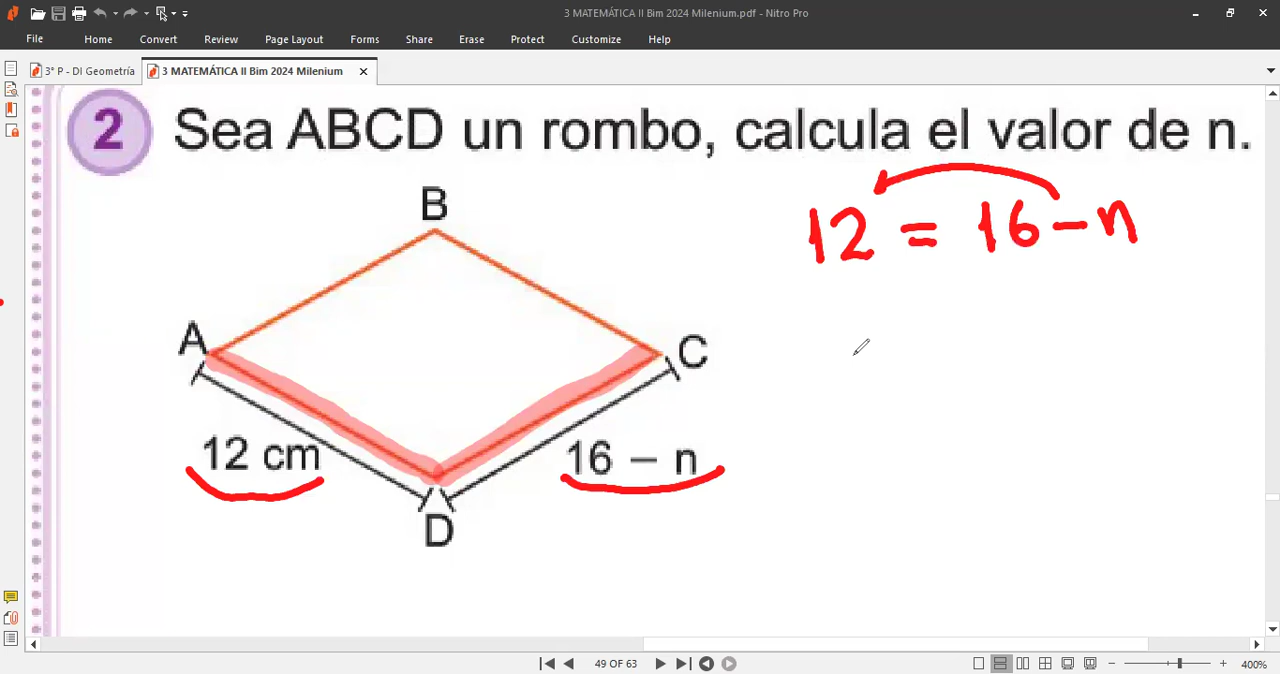 3 MATEMÁTICA II Bim 2024 Milenium.pdf - Nitro Pro
File Home Convert Review Page Layout Forms Share Erase Protect Customize Help
3° P - DI Geometría 3 MATEMÁTICA II Bim 2024 Milenium
2 Sea ABCD un rombo, calcula el valor de n.
12 = 16 - n
B
A
C
12 cm
16 – n
D
49 OF 63
400%